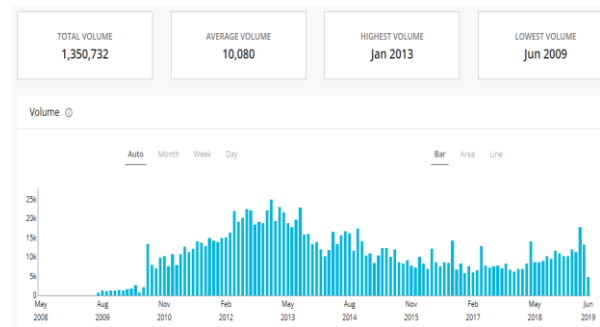 TOTAL VOLUME
1,350,732
AVERAGE VOLUME
10,080
HIGHEST VOLUME
Jan 2013
LOWEST VOLUME
Jun 2009
Volume
Auto Month Week Day
Bar Area Line
25k
20k
15k
10k
5k
0
May Aug Nov Feb May Aug Nov Feb May Jun
2008 2009 2010 2012 2013 2014 2015 2017 2018 2019